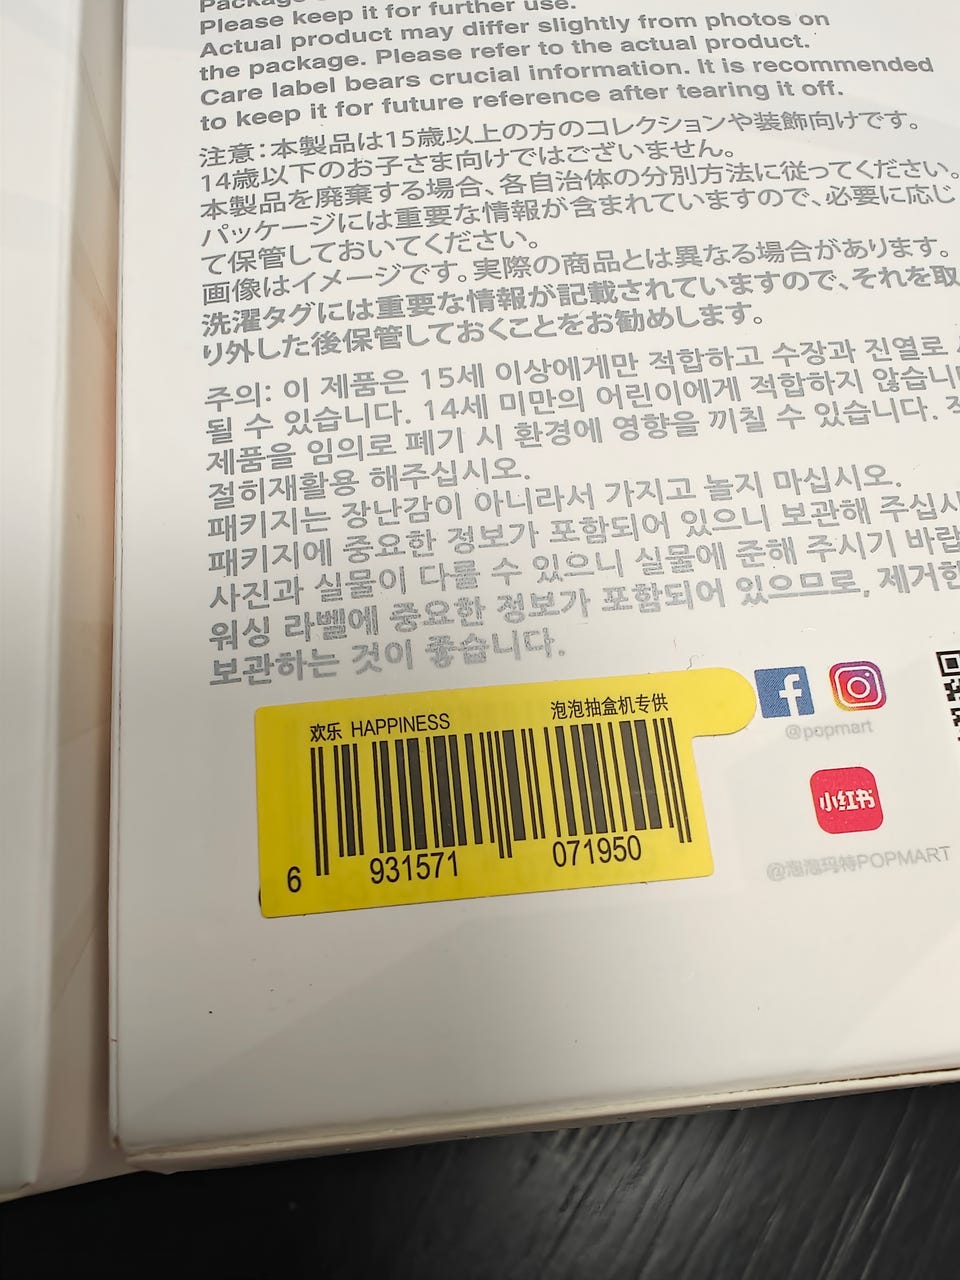 Package
Please keep it for further use.
Actual product may differ slightly from photos on
the package. Please refer to the actual product.
Care label bears crucial information. It is recommended
to keep it for future reference after tearing it off.
注意：本製品は15歳以上の方のコレクションや装飾向けです。
14歳以下のお子さま向けではございません。
本製品を廃棄する場合、各自治体の分別方法に従ってください。
パッケージには重要な情報が含まれていますので、必要に応じ
て保管しておいてください。
画像はイメージです。実際の商品とは異なる場合があります。
洗濯タグには重要な情報が記載されていますので、それを取
り外した後保管しておくことをお勧めします。
주의: 이 제품은 15세 이상에게만 적합하고 수장과 진열로
될 수 있습니다. 14세 미만의 어린이에게 적합하지 않습니
제품을 임의로 폐기 시 환경에 영향을 끼칠 수 있습니다.
절히재활용 해주십시오.
패키지는 장난감이 아니라서 가지고 놀지 마십시오.
패키지에 중요한 정보가 포함되어 있으니 보관해 주십시
사진과 실물이 다를 수 있으니 실물에 준해 주시기 바랍
워싱 라벨에 중요한 정보가 포함되어 있으므로, 제거한
보관하는 것이 좋습니다.
欢乐 HAPPINESS 泡泡抽盒机专供
6 931571 071950
@popmart
小红书
@泡泡玛特POPMART